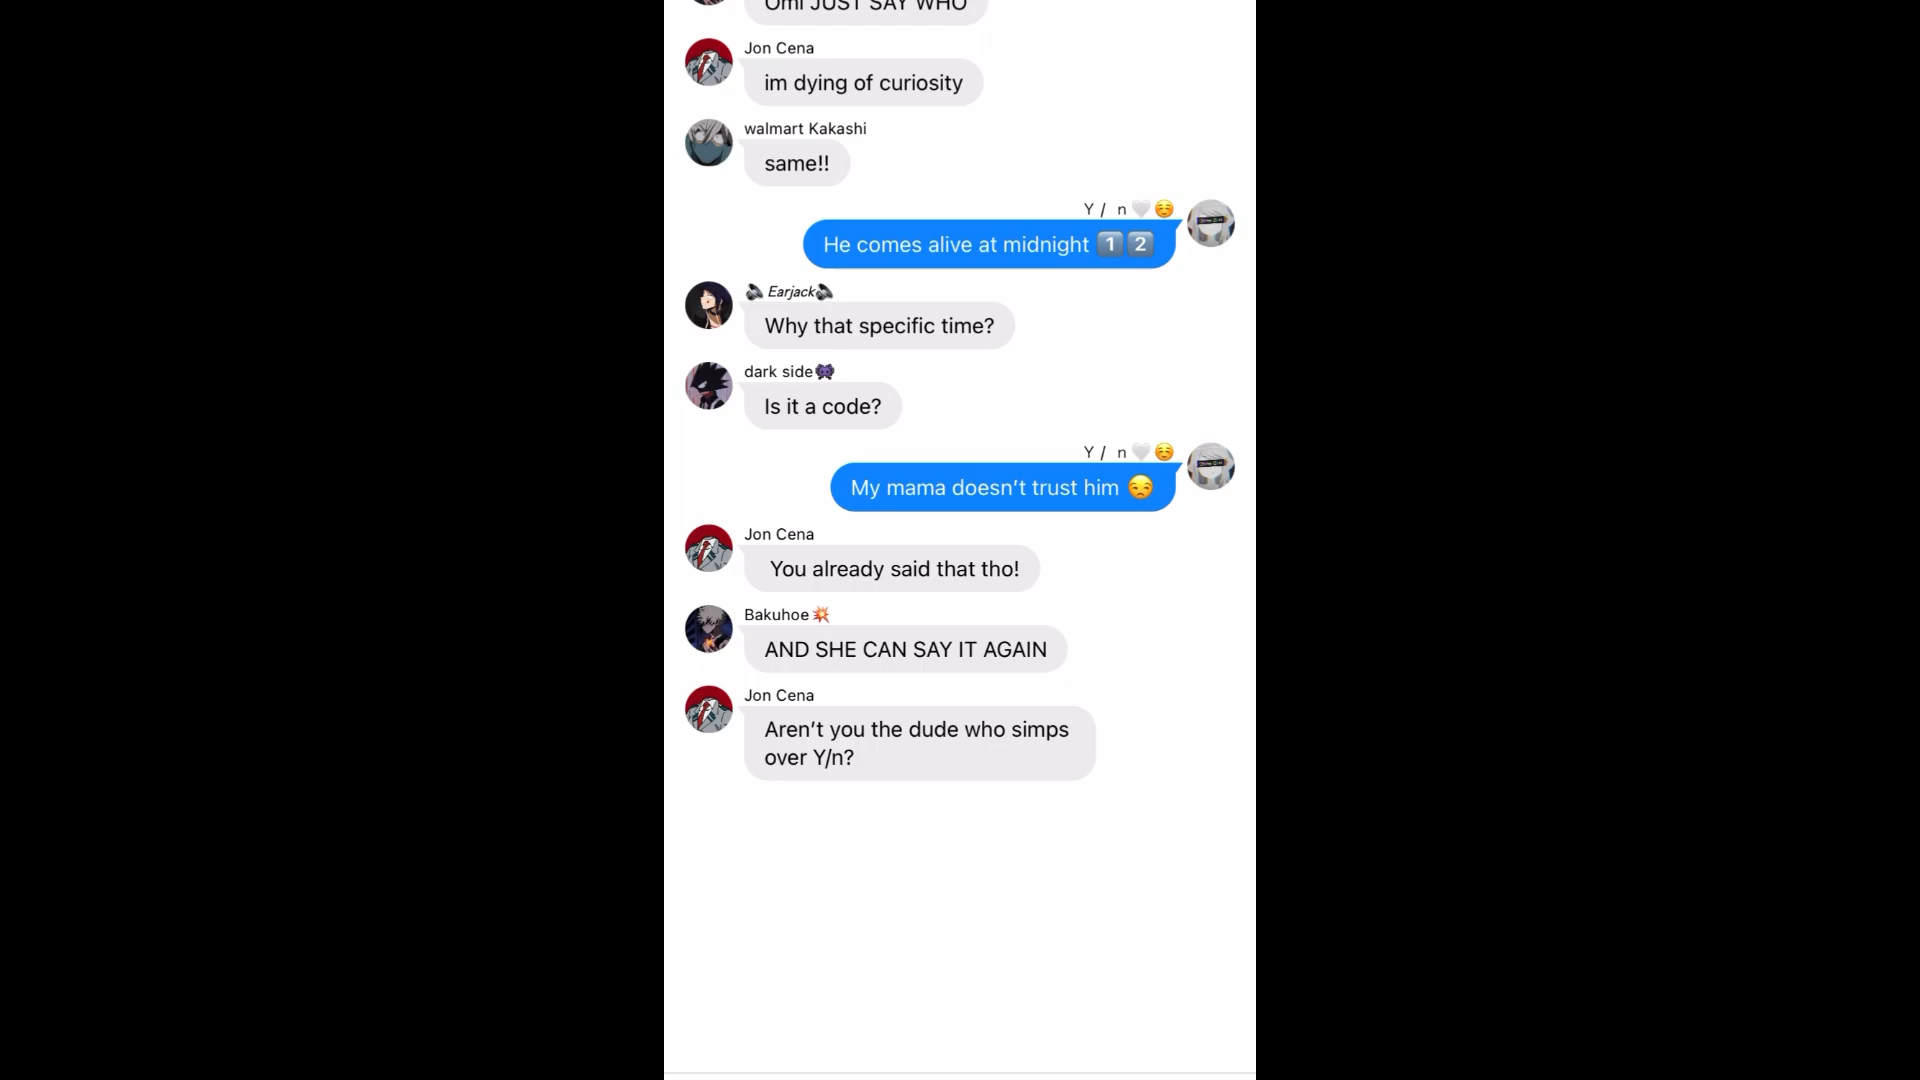 Omi JUST SAY WHO
Jon Cena
im dying of curiosity
walmart Kakashi
same!!
Y / n🤍☺️
He comes alive at midnight 1️⃣2️⃣
🔊Earjack🔊
Why that specific time?
dark side👾
Is it a code?
Y / n🤍☺️
My mama doesn’t trust him 😒
Jon Cena
You already said that tho!
Bakuhoe💥
AND SHE CAN SAY IT AGAIN
Jon Cena
Aren’t you the dude who simps
over Y/n?